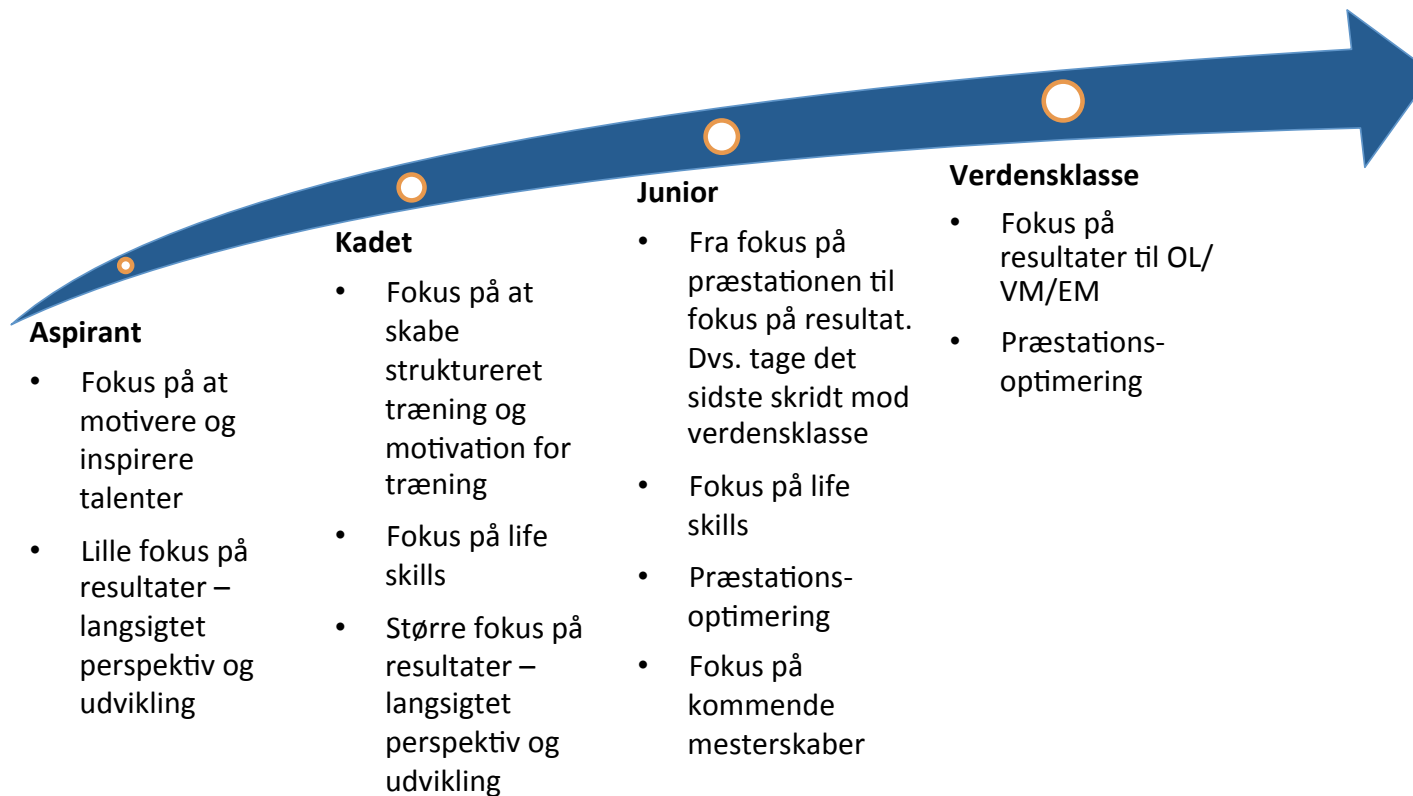 Aspirant
• Fokus på at
motivere og
inspirere
talenter
• Lille fokus på
resultater –
langsigtet
perspektiv og
udvikling
Kadet
• Fokus på at
skabe
struktureret
træning og
motivation for
træning
• Fokus på life
skills
• Større fokus på
resultater –
langsigtet
perspektiv og
udvikling
Junior
• Fra fokus på
præstationen til
fokus på resultat.
Dvs. tage det
sidste skridt mod
verdensklasse
• Fokus på life
skills
• Præstations-
optimering
• Fokus på
kommende
mesterskaber
Verdensklasse
• Fokus på
resultater til OL/
VM/EM
• Præstations-
optimering